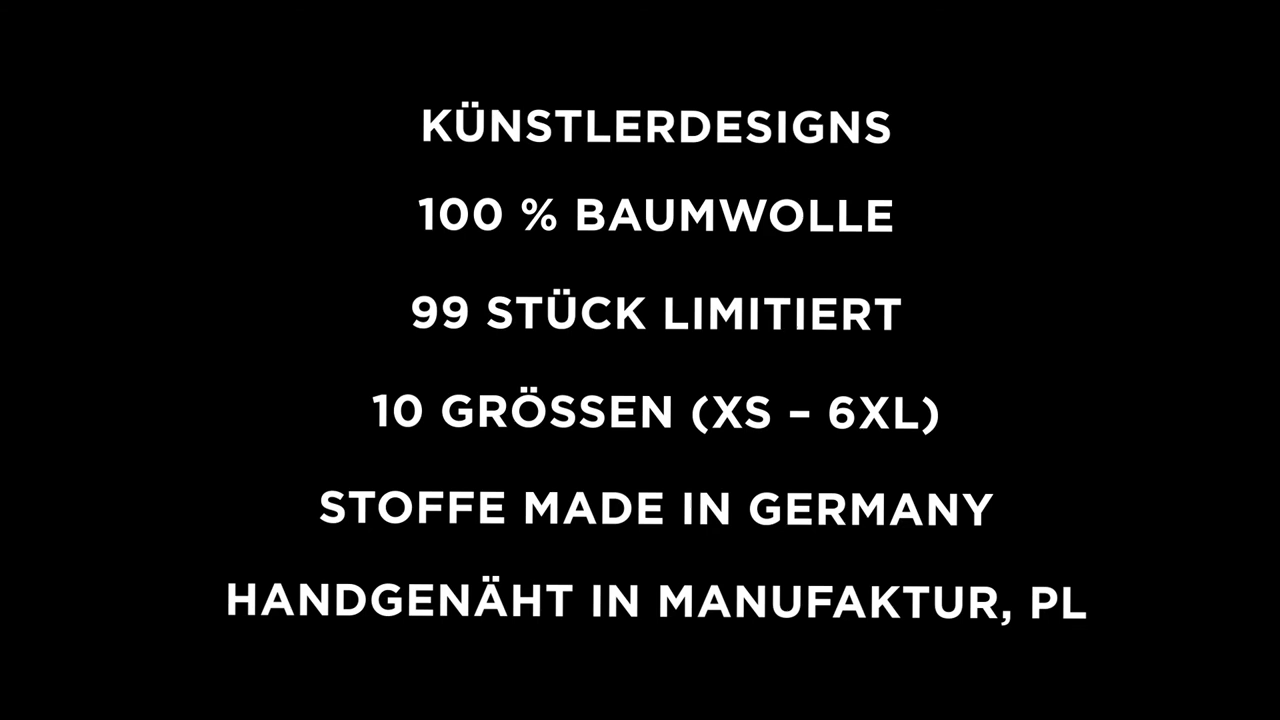 KÜNSTLERDESIGNS
100 % BAUMWOLLE
99 STÜCK LIMITIERT
10 GRÖSSEN (XS – 6XL)
STOFFE MADE IN GERMANY
HANDGENÄHT IN MANUFAKTUR, PL